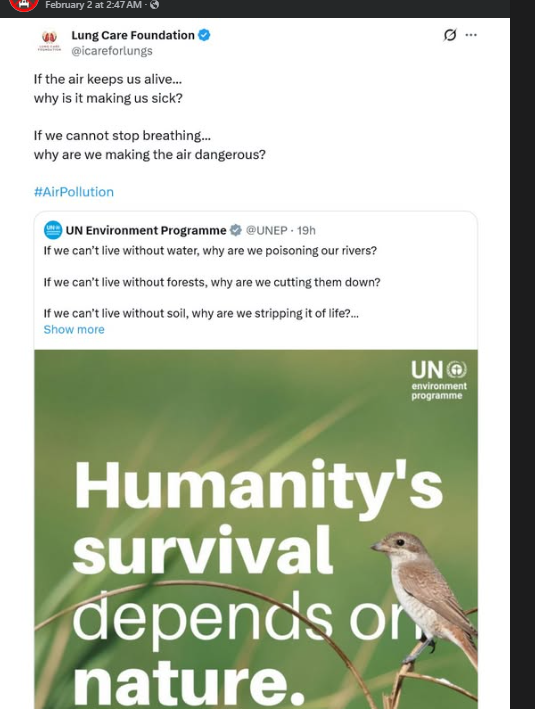 February 2 at 2:47 AM ·
Lung Care Foundation
@icareforlungs
If the air keeps us alive...
why is it making us sick?
If we cannot stop breathing...
why are we making the air dangerous?
#AirPollution
UN Environment Programme @UNEP · 19h
If we can't live without water, why are we poisoning our rivers?
If we can't live without forests, why are we cutting them down?
If we can't live without soil, why are we stripping it of life?...
Show more
UN
environment
programme
Humanity's
survival
depends on
nature.